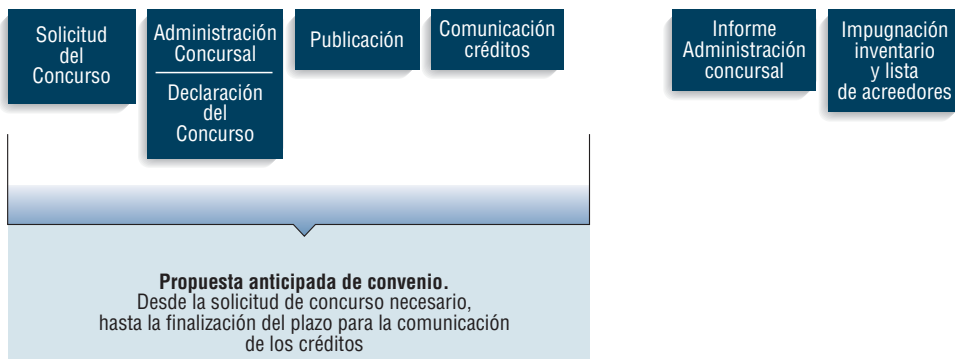 Solicitud
del
Concurso
Administración
Concursal
Declaración
del
Concurso
Publicación
Comunicación
créditos
Informe
Administración
concursal
Impugnación
inventario
y lista
de acreedores
Propuesta anticipada de convenio.
Desde la solicitud de concurso necesario,
hasta la finalización del plazo para la comunicación
de los créditos